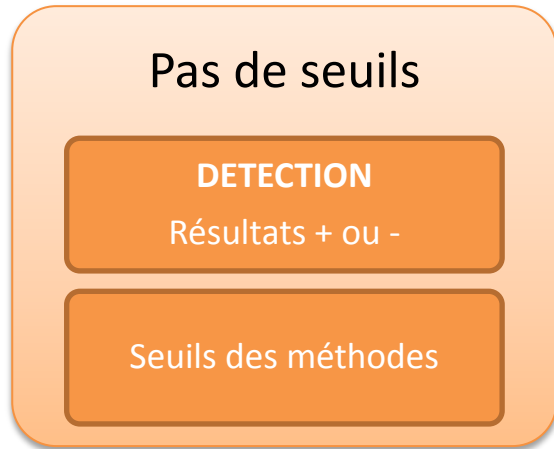 Pas de seuils
DETECTION
Résultats + ou -
Seuils des méthodes